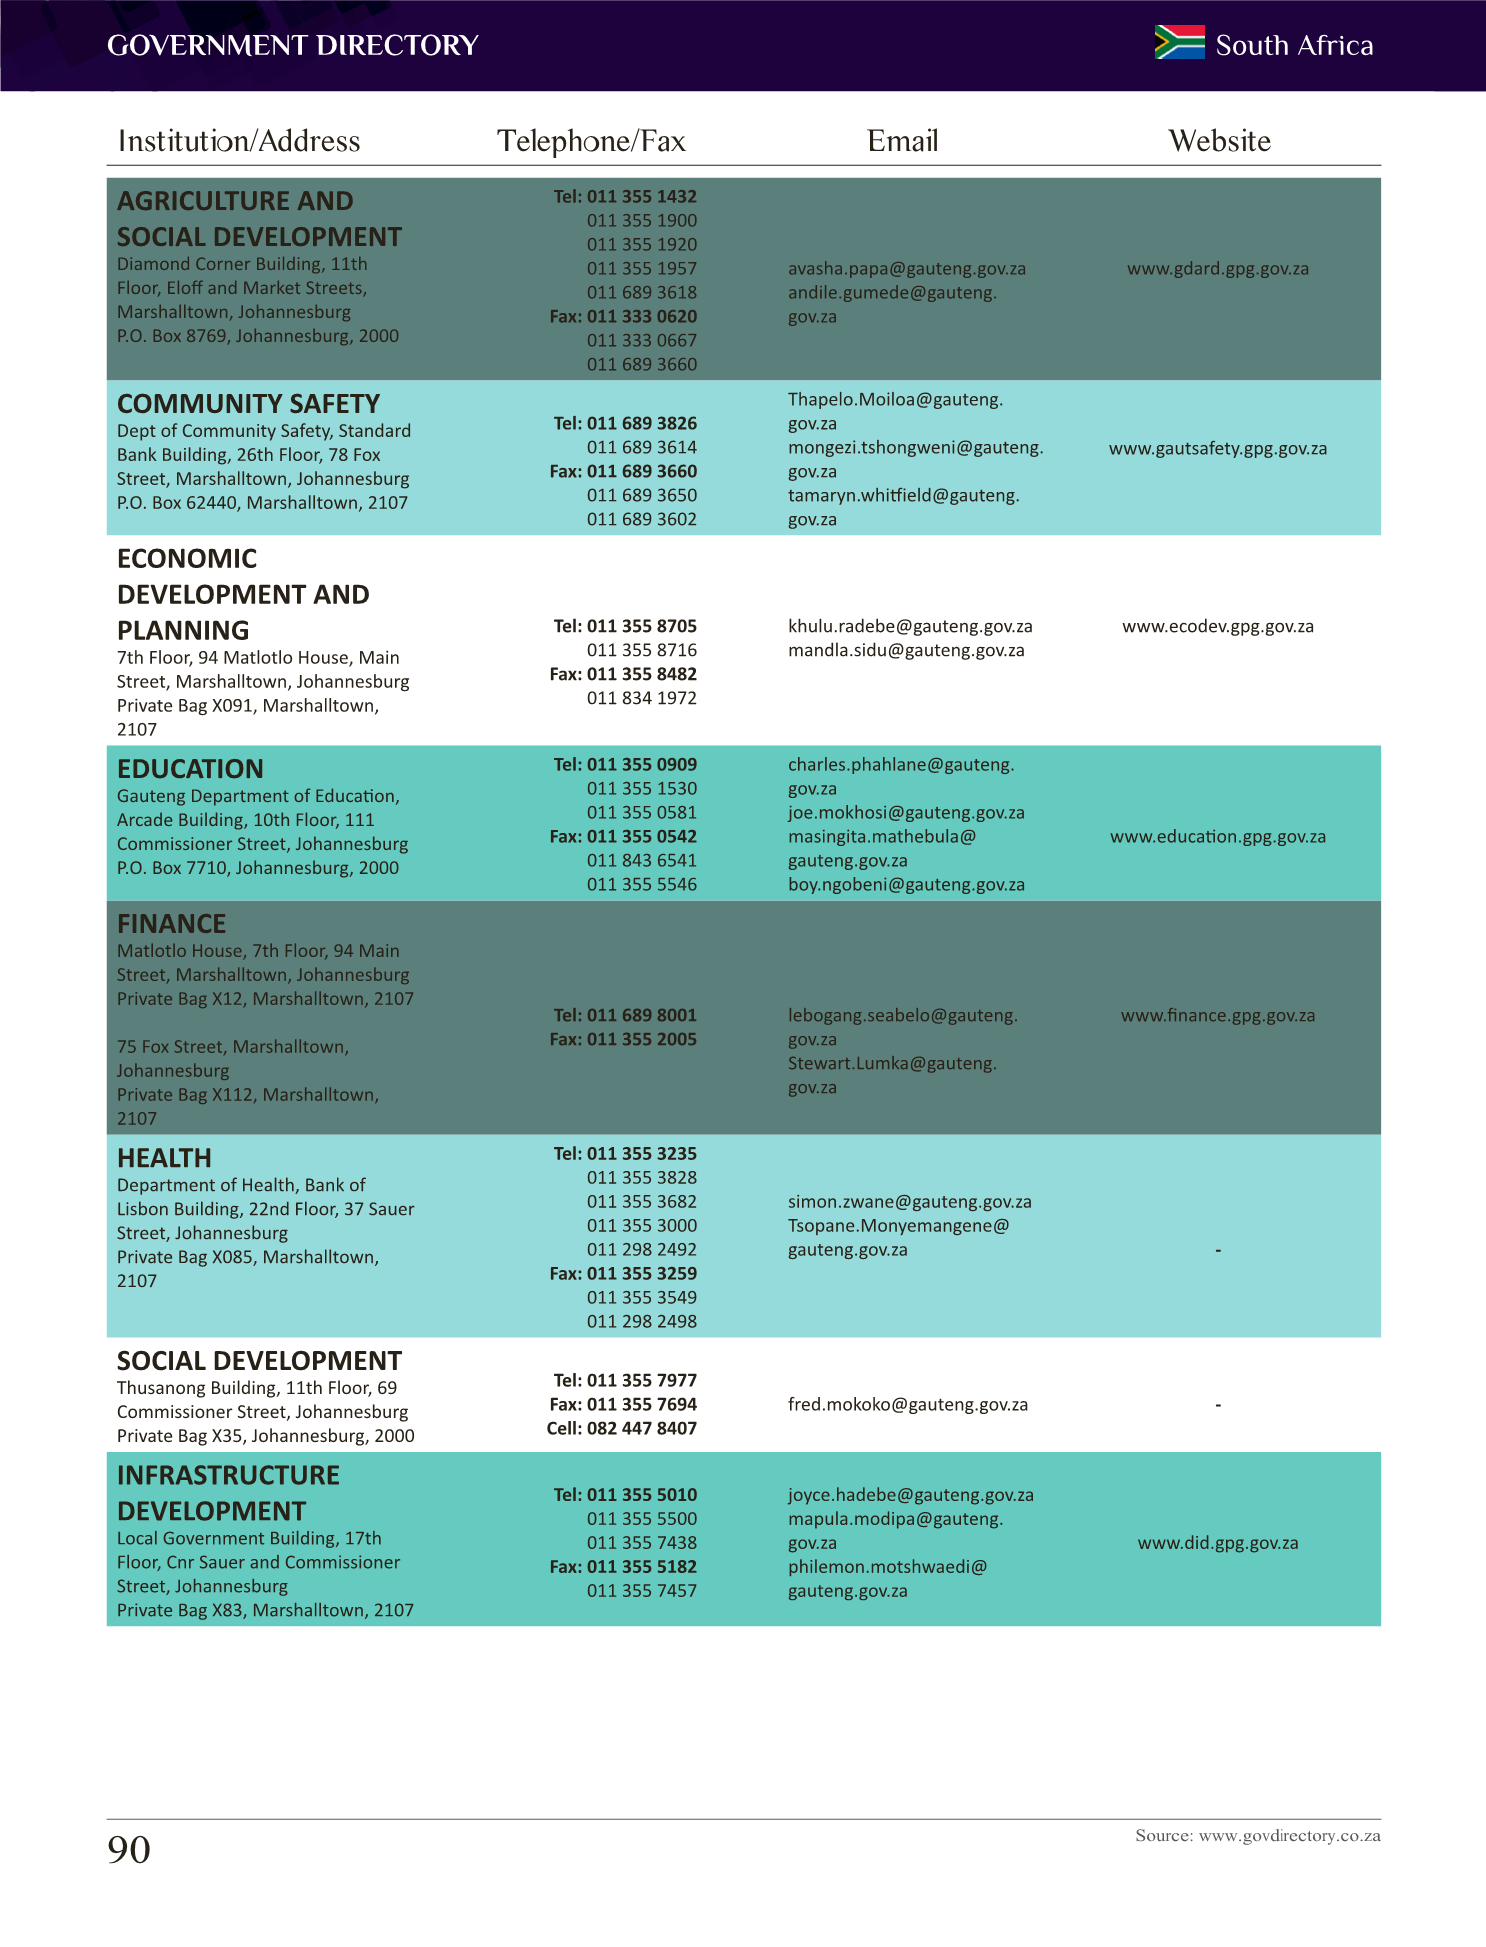 GOVERNMENT DIRECTORY
South Africa
Institution/Address
Telephone/Fax
Email
Website
AGRICULTURE AND
SOCIAL DEVELOPMENT
Diamond Corner Building, 11th
Floor, Eloff and Market Streets,
Marshalltown, Johannesburg
P.O. Box 8769, Johannesburg, 2000
Tel: 011 355 1432
011 355 1900
011 355 1920
011 355 1957
011 689 3618
Fax: 011 333 0620
011 333 0667
011 689 3660
avasha.papa@gauteng.gov.za
andile.gumede@gauteng.
gov.za
www.gdard.gpg.gov.za
COMMUNITY SAFETY
Dept of Community Safety, Standard
Bank Building, 26th Floor, 78 Fox
Street, Marshalltown, Johannesburg
P.O. Box 62440, Marshalltown, 2107
Tel: 011 689 3826
011 689 3614
Fax: 011 689 3660
011 689 3650
011 689 3602
Thapelo.Moiloa@gauteng.
gov.za
mongezi.tshongweni@gauteng.
gov.za
tamaryn.whitfield@gauteng.
gov.za
www.gautsafety.gpg.gov.za
ECONOMIC
DEVELOPMENT AND
PLANNING
7th Floor, 94 Matlotlo House, Main
Street, Marshalltown, Johannesburg
Private Bag X091, Marshalltown,
2107
Tel: 011 355 8705
011 355 8716
Fax: 011 355 8482
011 834 1972
khulu.radebe@gauteng.gov.za
mandla.sidu@gauteng.gov.za
www.ecodev.gpg.gov.za
EDUCATION
Gauteng Department of Education,
Arcade Building, 10th Floor, 111
Commissioner Street, Johannesburg
P.O. Box 7710, Johannesburg, 2000
Tel: 011 355 0909
011 355 1530
011 355 0581
Fax: 011 355 0542
011 843 6541
011 355 5546
charles.phahlane@gauteng.
gov.za
joe.mokhosi@gauteng.gov.za
masingita.mathebula@
gauteng.gov.za
boy.ngobeni@gauteng.gov.za
www.education.gpg.gov.za
FINANCE
Matlotlo House, 7th Floor, 94 Main
Street, Marshalltown, Johannesburg
Private Bag X12, Marshalltown, 2107
75 Fox Street, Marshalltown,
Johannesburg
Private Bag X112, Marshalltown,
2107
Tel: 011 689 8001
Fax: 011 355 2005
lebogang.seabelo@gauteng.
gov.za
Stewart.Lumka@gauteng.
gov.za
www.finance.gpg.gov.za
HEALTH
Department of Health, Bank of
Lisbon Building, 22nd Floor, 37 Sauer
Street, Johannesburg
Private Bag X085, Marshalltown,
2107
Tel: 011 355 3235
011 355 3828
011 355 3682
011 355 3000
011 298 2492
Fax: 011 355 3259
011 355 3549
011 298 2498
simon.zwane@gauteng.gov.za
Tsopane.Monyemangene@
gauteng.gov.za
-
SOCIAL DEVELOPMENT
Thusanong Building, 11th Floor, 69
Commissioner Street, Johannesburg
Private Bag X35, Johannesburg, 2000
Tel: 011 355 7977
Fax: 011 355 7694
Cell: 082 447 8407
fred.mokoko@gauteng.gov.za
-
INFRASTRUCTURE
DEVELOPMENT
Local Government Building, 17th
Floor, Cnr Sauer and Commissioner
Street, Johannesburg
Private Bag X83, Marshalltown, 2107
Tel: 011 355 5010
011 355 5500
011 355 7438
Fax: 011 355 5182
011 355 7457
joyce.hadebe@gauteng.gov.za
mapula.modipa@gauteng.
gov.za
philemon.motshwaedi@
gauteng.gov.za
www.did.gpg.gov.za
90
Source: www.govdirectory.co.za